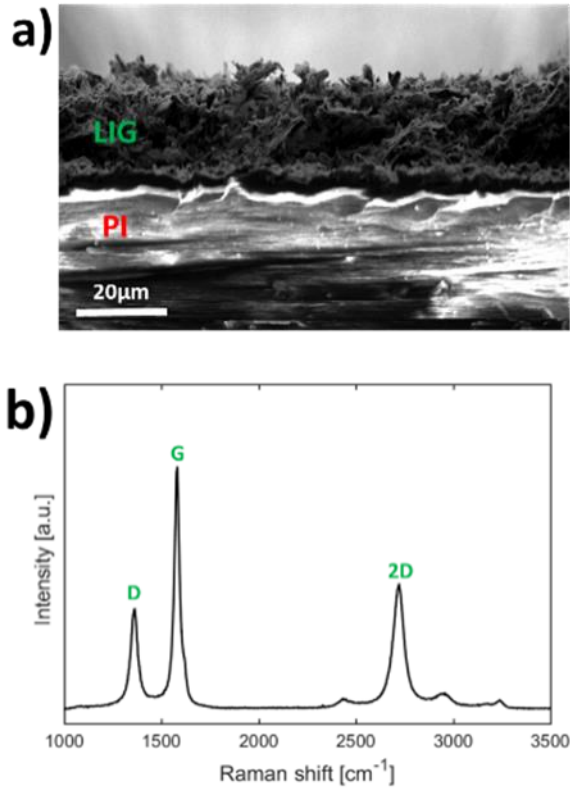 a)
LIG
PI
20μm
b)
G
D
2D
Intensity [a.u.]
1000 1500 2000 2500 3000 3500
Raman shift [cm⁻¹]